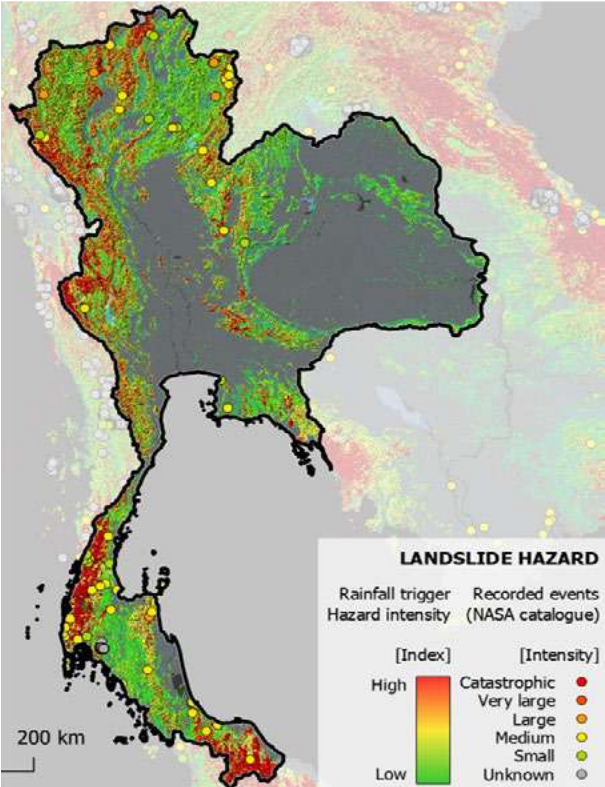 LANDSLIDE HAZARD
Rainfall trigger
Hazard intensity
Recorded events
(NASA catalogue)
[Index]
High
Low
[Intensity]
Catastrophic
Very large
Large
Medium
Small
Unknown
200 km